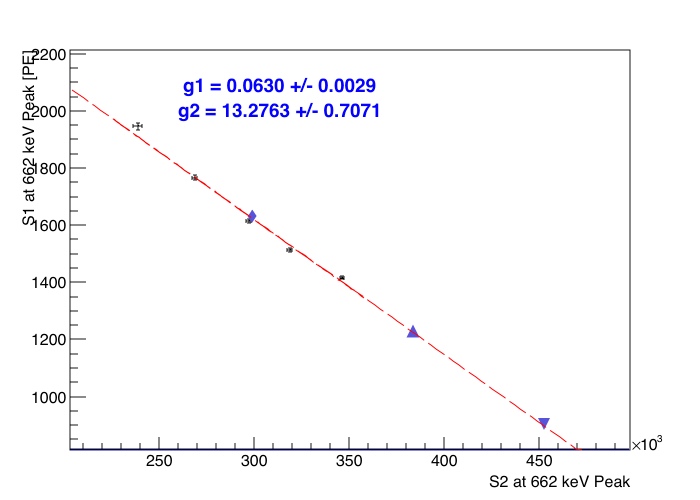 2200
2000
1800
1600
1400
1200
1000
S1 at 662 keV Peak [PE]
g1 = 0.0630 +/- 0.0029
g2 = 13.2763 +/- 0.7071
250 300 350 400 450
×10³
S2 at 662 keV Peak